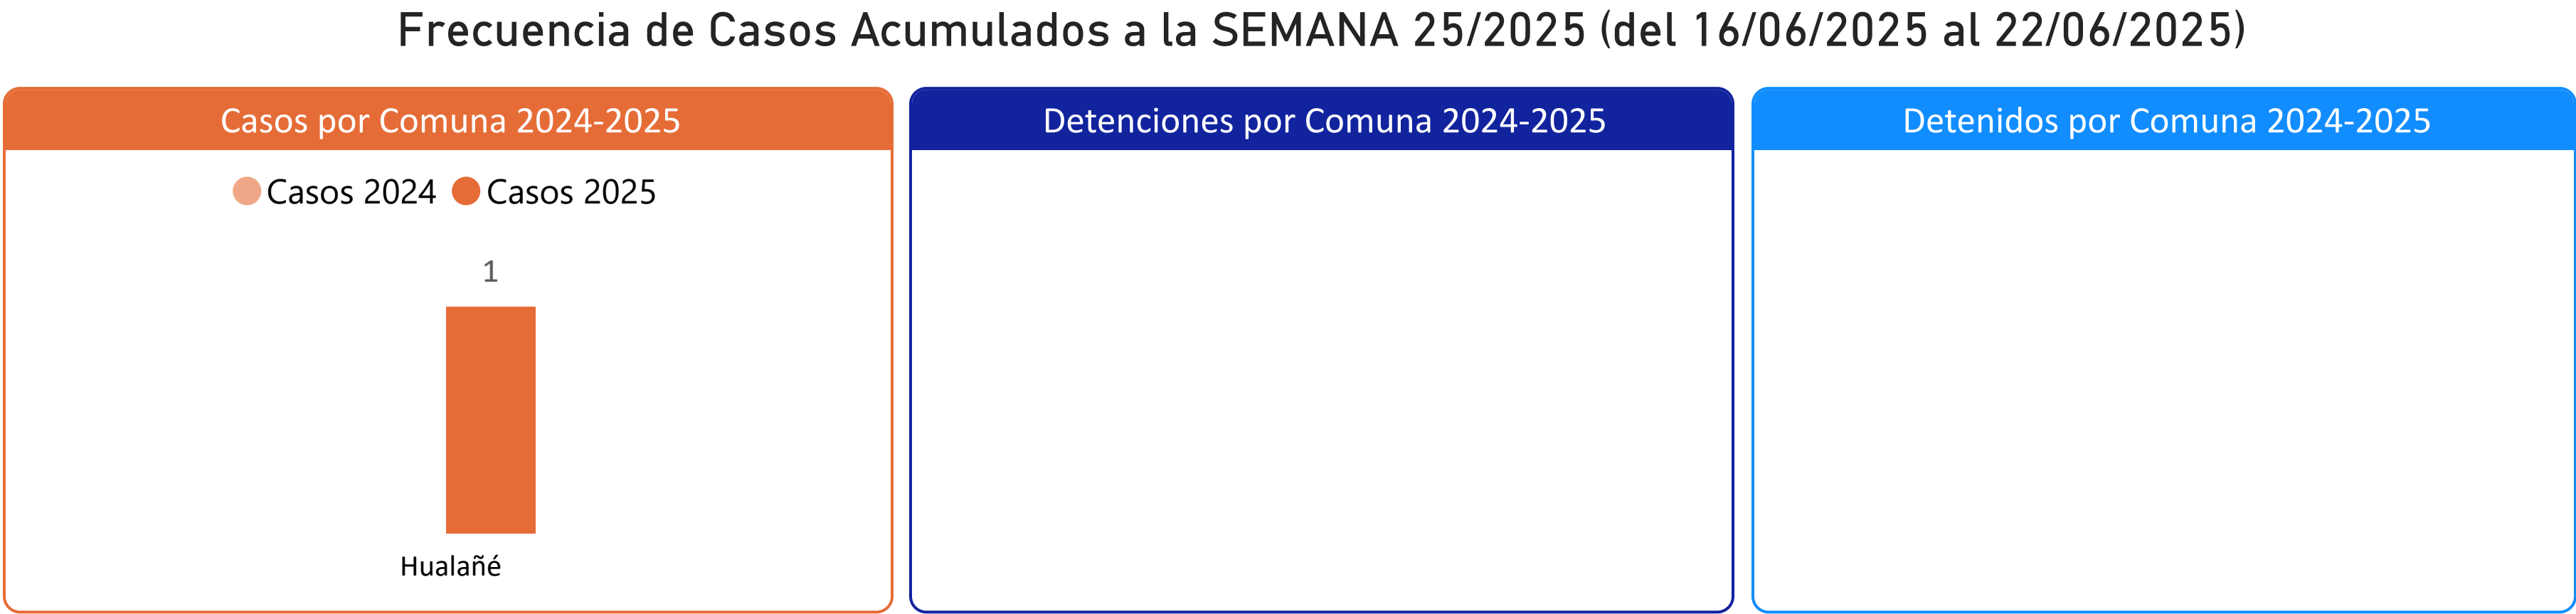 Frecuencia de Casos Acumulados a la SEMANA 25/2025 (del 16/06/2025 al 22/06/2025)
Casos por Comuna 2024-2025
Casos 2024 Casos 2025
1
Hualañé
Detenciones por Comuna 2024-2025
Detenidos por Comuna 2024-2025